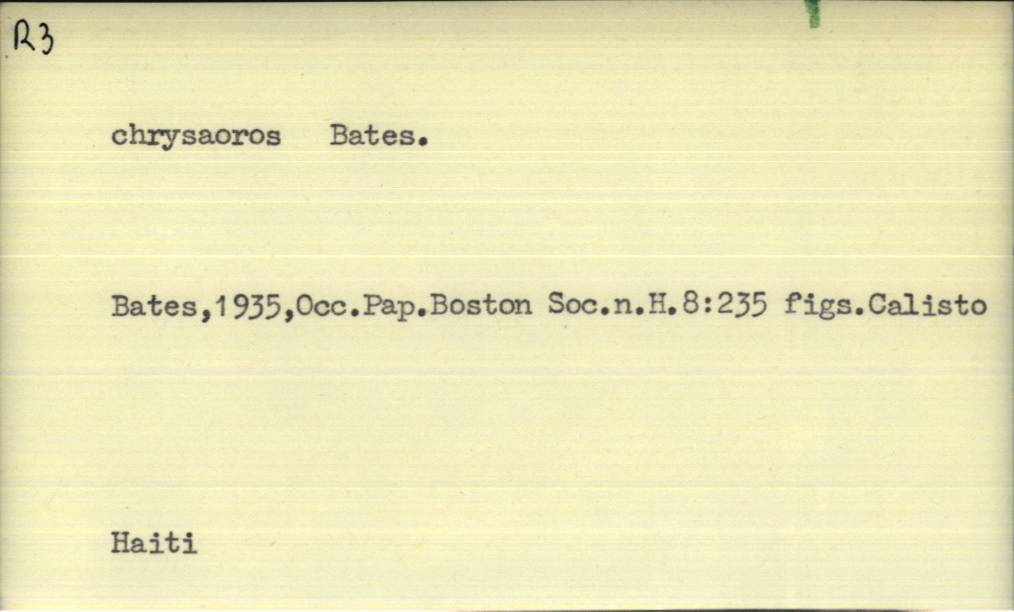 R3
chrysaoros Bates.
Bates,1935,Occ.Pap.Boston Soc.n.H.8:235 figs.Calisto
Haiti